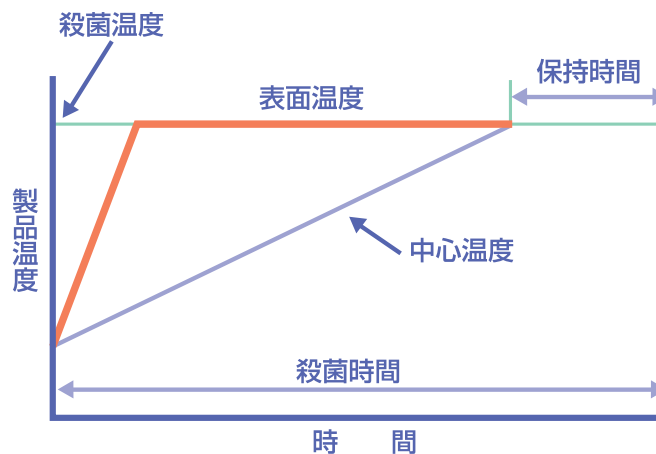 殺菌温度
保持時間
表面温度
製品温度
中心温度
殺菌時間
時間